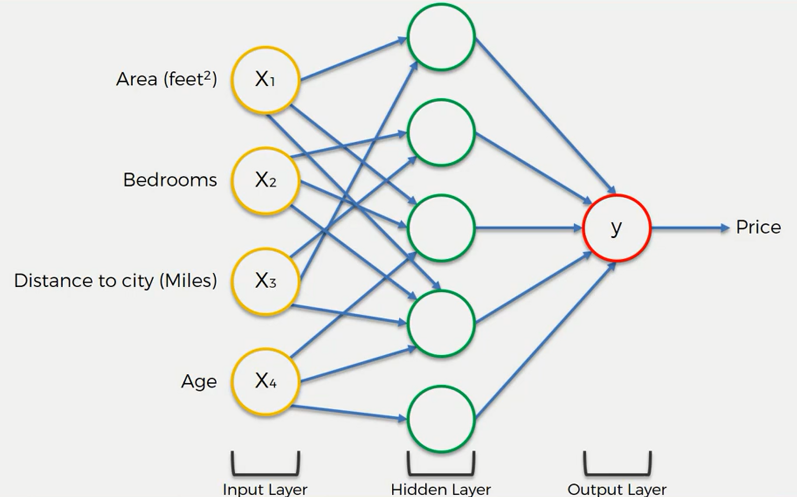 Area (feet²)
X₁
Bedrooms
X₂
Distance to city (Miles)
X₃
Age
X₄
y
Price
Input Layer
Hidden Layer
Output Layer